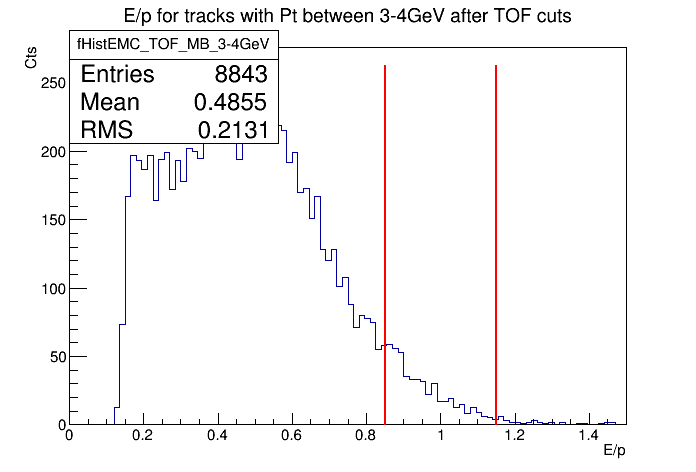 E/p for tracks with Pt between 3-4GeV after TOF cuts
fHistEMC_TOF_MB_3-4GeV
Entries 8843
Mean 0.4855
RMS 0.2131
Cts
250
200
150
100
50
0
0 0.2 0.4 0.6 0.8 1 1.2 1.4
E/p